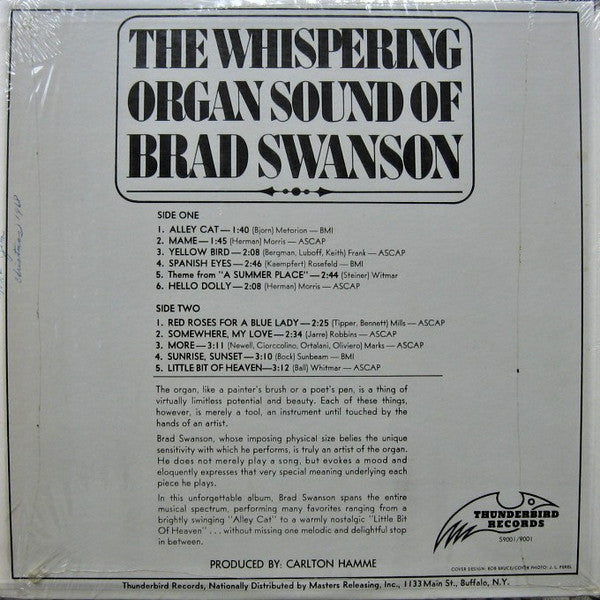 THE WHISPERING
ORGAN SOUND OF
BRAD SWANSON
SIDE ONE
1. ALLEY CAT—1:40 (Bjorn) Metorion — BMI
2. MAME—1:45 (Herman) Morris — ASCAP
3. YELLOW BIRD—2:08 (Bergman, Luboff, Keith) Frank — ASCAP
4. SPANISH EYES—2:46 (Kaempfert) Rosefeld — BMI
5. Theme from "A SUMMER PLACE"—2:44 (Steiner) Witmar
6. HELLO DOLLY—2:08 (Herman) Morris — ASCAP
SIDE TWO
1. RED ROSES FOR A BLUE LADY—2:25 (Tipper, Bennett) Mills — ASCAP
2. SOMEWHERE, MY LOVE—2:34 (Jarre) Robbins — ASCAP
3. MORE—3:11 (Newell, Ciorccolino, Ortalani, Oliviero) Marks — ASCAP
4. SUNRISE, SUNSET—3:10 (Bock) Sunbeam — BMI
5. LITTLE BIT OF HEAVEN—3:12 (Ball) Whitmar — ASCAP
The organ, like a painter's brush or a poet's pen, is a thing of
virtually limitless potential and beauty. Each of these things,
however, is merely a tool, an instrument until touched by the
hands of an artist.
Brad Swanson, whose imposing physical size belies the unique
sensitivity with which he performs, is truly an artist of the organ.
He does not merely play a song, but evokes a mood and
eloquently expresses that very special meaning underlying each
piece he plays.
In this unforgettable album, Brad Swanson spans the entire
musical spectrum, performing many favorites ranging from a
brightly swinging "Alley Cat" to a warmly nostalgic "Little Bit
Of Heaven" . . . without missing one melodic and delightful stop
in between.
PRODUCED BY: CARLTON HAMME
THUNDERBIRD
RECORDS
S9001/9001
COVER DESIGN: BOB BRUCE/COVER PHOTO: J. L. PEREL
Thunderbird Records, Nationally Distributed by Masters Releasing, Inc., 1133 Main St., Buffalo, N.Y.
Christmas 1968